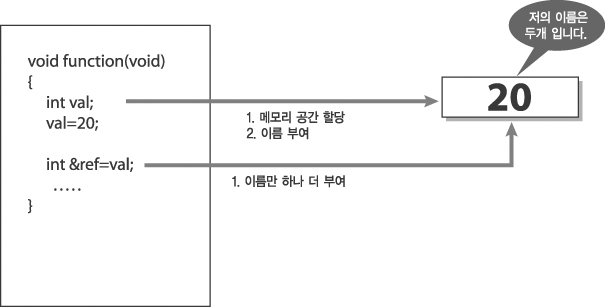 저의 이름은
두개 입니다.
void function(void)
{
int val;
val=20;
int &ref=val;
.....
}
1. 메모리 공간 할당
2. 이름 부여
20
1. 이름만 하나 더 부여